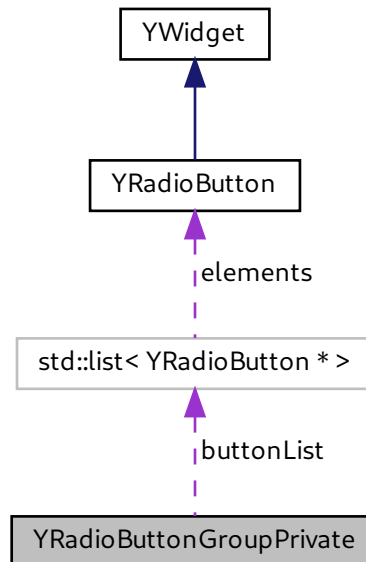 YWidget
YRadioButton
elements
std::list< YRadioButton * >
buttonList
YRadioButtonGroupPrivate